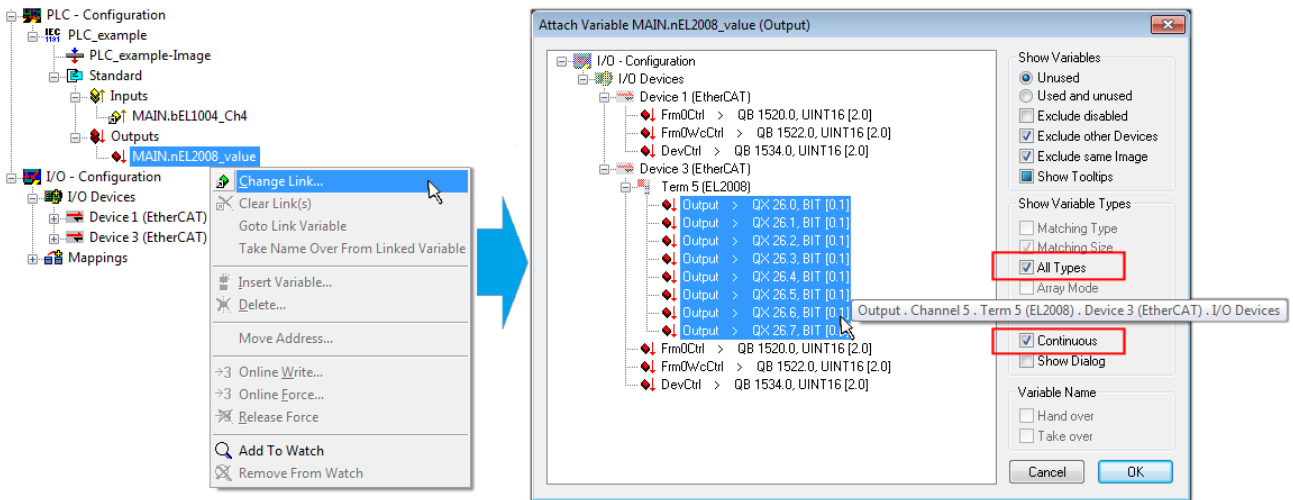 PLC - Configuration
IEC
1131
PLC_example
PLC_example-Image
Standard
Inputs
MAIN.bEL1004_Ch4
Outputs
MAIN.nEL2008_value
I/O - Configuration
I/O Devices
Device 1 (EtherCAT)
Device 3 (EtherCAT)
Mappings
Change Link...
Clear Link(s)
Goto Link Variable
Take Name Over From Linked Variable
Insert Variable...
Delete...
Move Address...
Online Write...
Online Force...
Release Force
Add To Watch
Remove From Watch
Attach Variable MAIN.nEL2008_value (Output)
I/O - Configuration
I/O Devices
Device 1 (EtherCAT)
Frm0Ctrl > QB 1520.0, UINT16 [2.0]
Frm0WcCtrl > QB 1522.0, UINT16 [2.0]
DevCtrl > QB 1534.0, UINT16 [2.0]
Device 3 (EtherCAT)
Term 5 (EL2008)
Output > QX 26.0, BIT [0.1]
Output > QX 26.1, BIT [0.1]
Output > QX 26.2, BIT [0.1]
Output > QX 26.3, BIT [0.1]
Output > QX 26.4, BIT [0.1]
Output > QX 26.5, BIT [0.1]
Output > QX 26.6, BIT [0.1]
Output > QX 26.7, BIT [0.1]
Output . Channel 5 . Term 5 (EL2008) . Device 3 (EtherCAT) . I/O Devices
Frm0Ctrl > QB 1520.0, UINT16 [2.0]
Frm0WcCtrl > QB 1522.0, UINT16 [2.0]
DevCtrl > QB 1534.0, UINT16 [2.0]
Show Variables
Unused
Used and unused
Exclude disabled
Exclude other Devices
Exclude same Image
Show Tooltips
Show Variable Types
Matching Type
Matching Size
All Types
Array Mode
Continuous
Show Dialog
Variable Name
Hand over
Take over
Cancel
OK